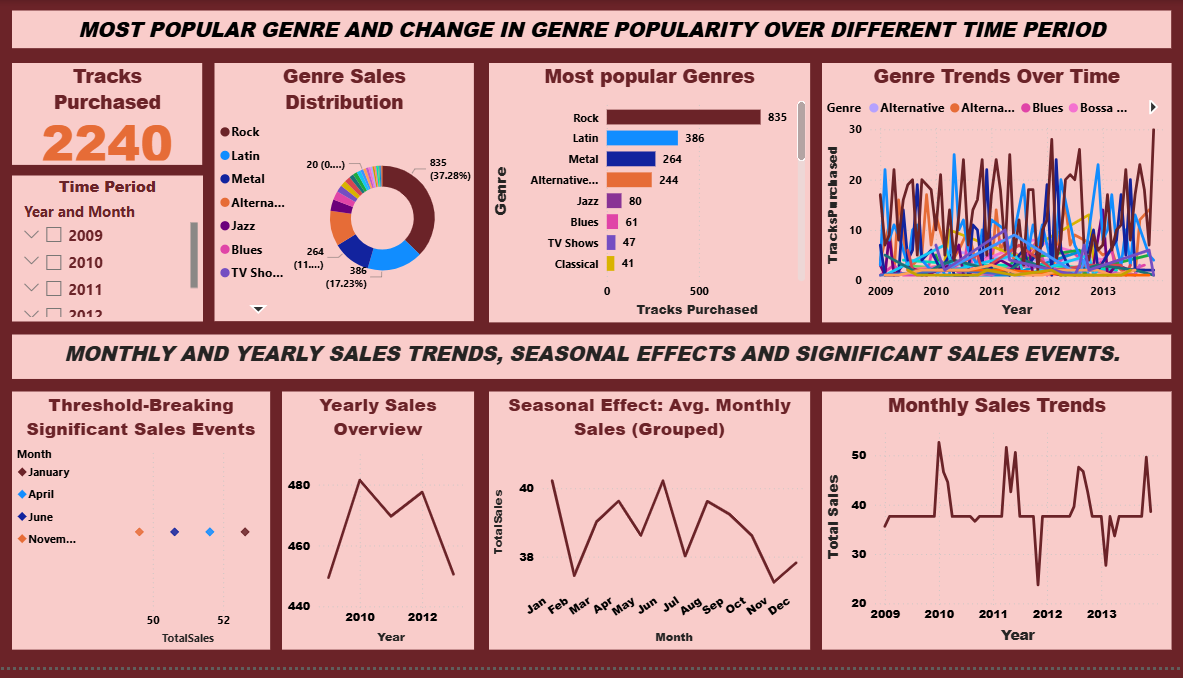 MOST POPULAR GENRE AND CHANGE IN GENRE POPULARITY OVER DIFFERENT TIME PERIOD
Tracks
Purchased
2240
Time Period
Year and Month
2009
2010
2011
2012
Genre Sales
Distribution
Rock
Latin
Metal
Alterna...
Jazz
Blues
TV Sho...
20 (0....)
835
(37.28%)
264
(11....)
386
(17.23%)
Most popular Genres
Genre
Rock 835
Latin 386
Metal 264
Alternative... 244
Jazz 80
Blues 61
TV Shows 47
Classical 41
0 500
Tracks Purchased
Genre Trends Over Time
Genre Alternative Alterna... Blues Bossa ...
TracksPurchased
30
20
10
0
2009 2010 2011 2012 2013
Year
MONTHLY AND YEARLY SALES TRENDS, SEASONAL EFFECTS AND SIGNIFICANT SALES EVENTS.
Threshold-Breaking
Significant Sales Events
Month
January
April
June
Novem...
50 52
TotalSales
Yearly Sales
Overview
480
460
440
2010 2012
Year
Seasonal Effect: Avg. Monthly
Sales (Grouped)
TotalSales
40
38
Jan Feb Mar Apr May Jun Jul Aug Sep Oct Nov Dec
Month
Monthly Sales Trends
Total Sales
50
40
30
20
2009 2010 2011 2012 2013
Year